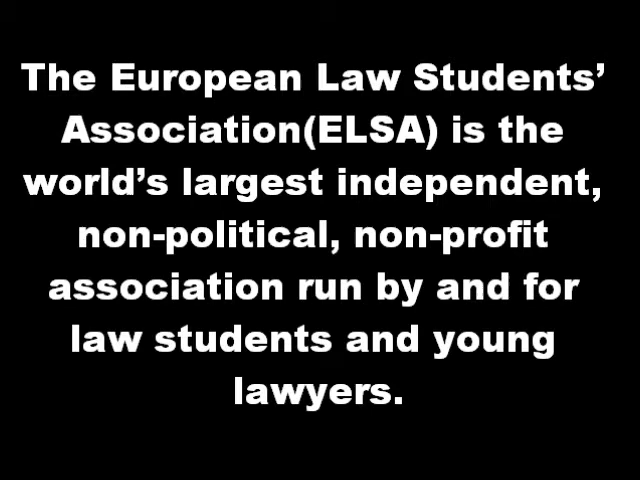 The European Law Students’
Association(ELSA) is the
world’s largest independent,
non-political, non-profit
association run by and for
law students and young
lawyers.